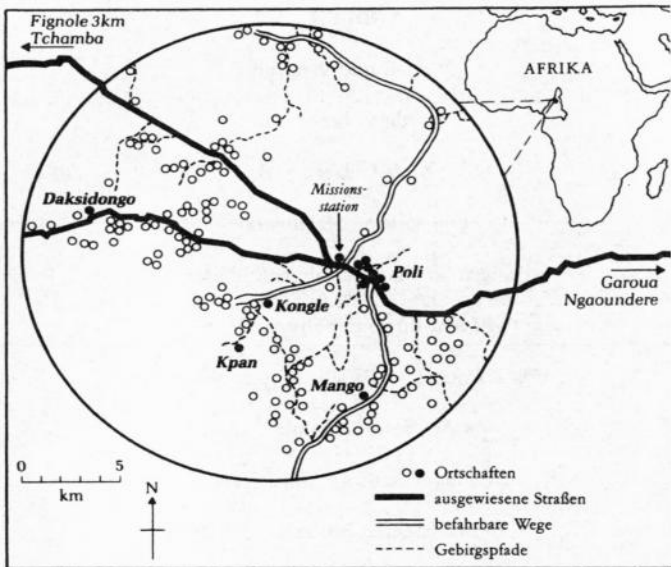 Fignole 3km
Tchamba
AFRIKA
Missions-
station
Daksidongo
Poli
Garoua
Ngaoundere
Kongle
Kpan
Mango
0 5
km
N
Ortschaften
ausgewiesene Straßen
befahrbare Wege
Gebirgspfade